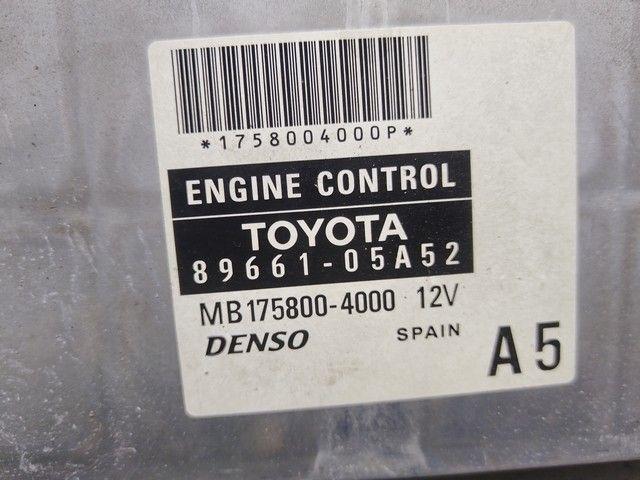 *1758004000P*
ENGINE CONTROL
TOYOTA
89661-05A52
MB175800-4000 12V
DENSO SPAIN A5